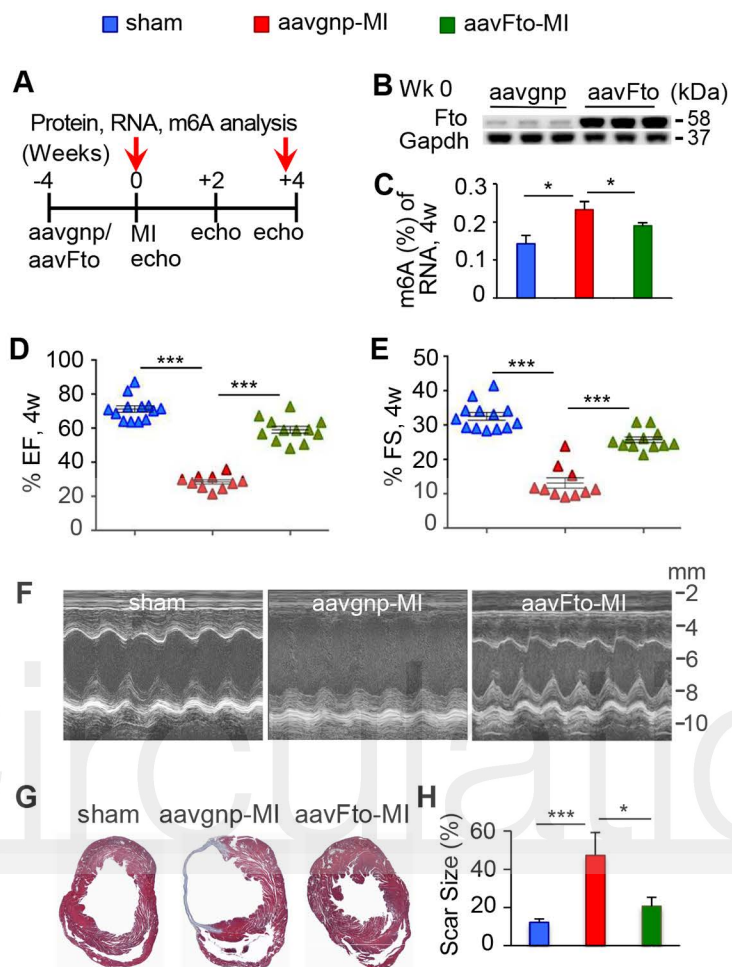 sham aavgnp-MI aavFto-MI
A
Protein, RNA, m6A analysis
(Weeks)
-4 0 +2 +4
aavgnp/ MI echo echo
aavFto echo
B Wk 0 aavgnp aavFto (kDa)
Fto 58
Gapdh 37
C
m6A (%) of
RNA, 4w
0.3
0.2
0.1
0
* *
D
% EF, 4w
100
80
60
40
20
0
*** ***
E
% FS, 4w
50
40
30
20
10
0
*** ***
F
sham aavgnp-MI aavFto-MI
mm
2
4
6
8
10
G
sham aavgnp-MI aavFto-MI
H
Scar Size (%)
60
40
20
0
*** *
Circulation